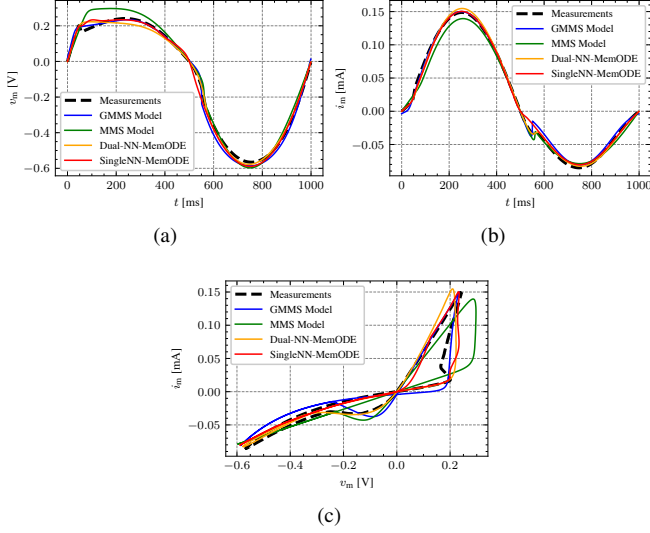 0.2
0.0
−0.2
−0.4
−0.6
v_m [V]
Measurements
GMMS Model
MMS Model
Dual-NN-MemODE
SingleNN-MemODE
0 200 400 600 800 1000
t [ms]
(a)
0.15
0.10
0.05
0.00
−0.05
i_m [mA]
Measurements
GMMS Model
MMS Model
Dual-NN-MemODE
SingleNN-MemODE
0 200 400 600 800 1000
t [ms]
(b)
0.15
0.10
0.05
0.00
−0.05
i_m [mA]
Measurements
GMMS Model
MMS Model
Dual-NN-MemODE
SingleNN-MemODE
−0.6 −0.4 −0.2 0.0 0.2
v_m [V]
(c)